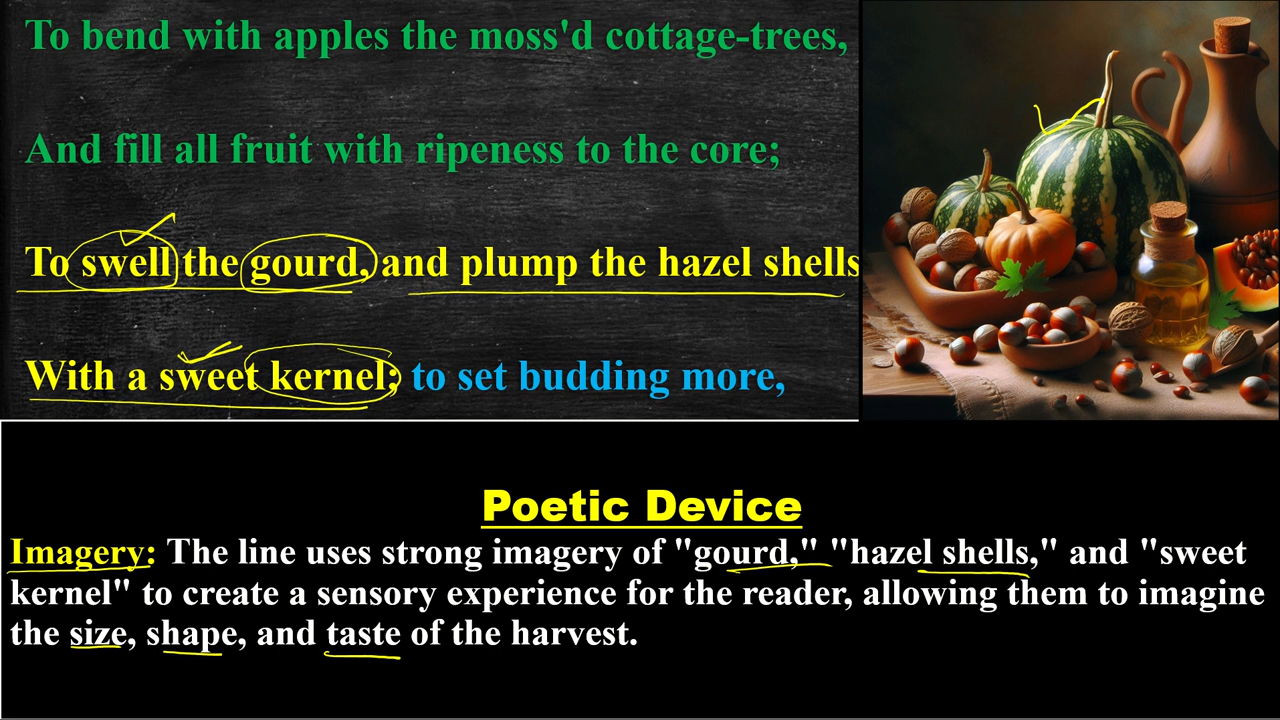 To bend with apples the moss'd cottage-trees,
And fill all fruit with ripeness to the core;
To swell the gourd, and plump the hazel shells
With a sweet kernel; to set budding more,
Poetic Device
Imagery: The line uses strong imagery of "gourd," "hazel shells," and "sweet
kernel" to create a sensory experience for the reader, allowing them to imagine
the size, shape, and taste of the harvest.